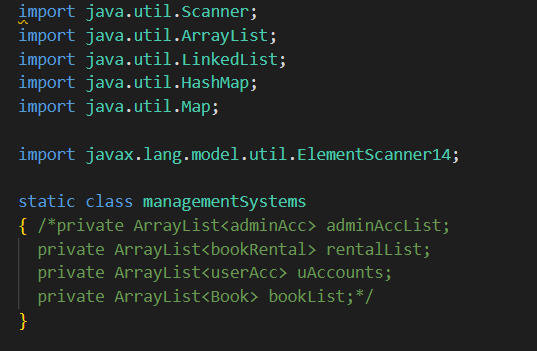 import java.util.Scanner;
import java.util.ArrayList;
import java.util.LinkedList;
import java.util.HashMap;
import java.util.Map;
import javax.lang.model.util.ElementScanner14;
static class managementSystems
{ /*private ArrayList<adminAcc> adminAccList;
private ArrayList<bookRental> rentalList;
private ArrayList<userAcc> uAccounts;
private ArrayList<Book> bookList;*/
}